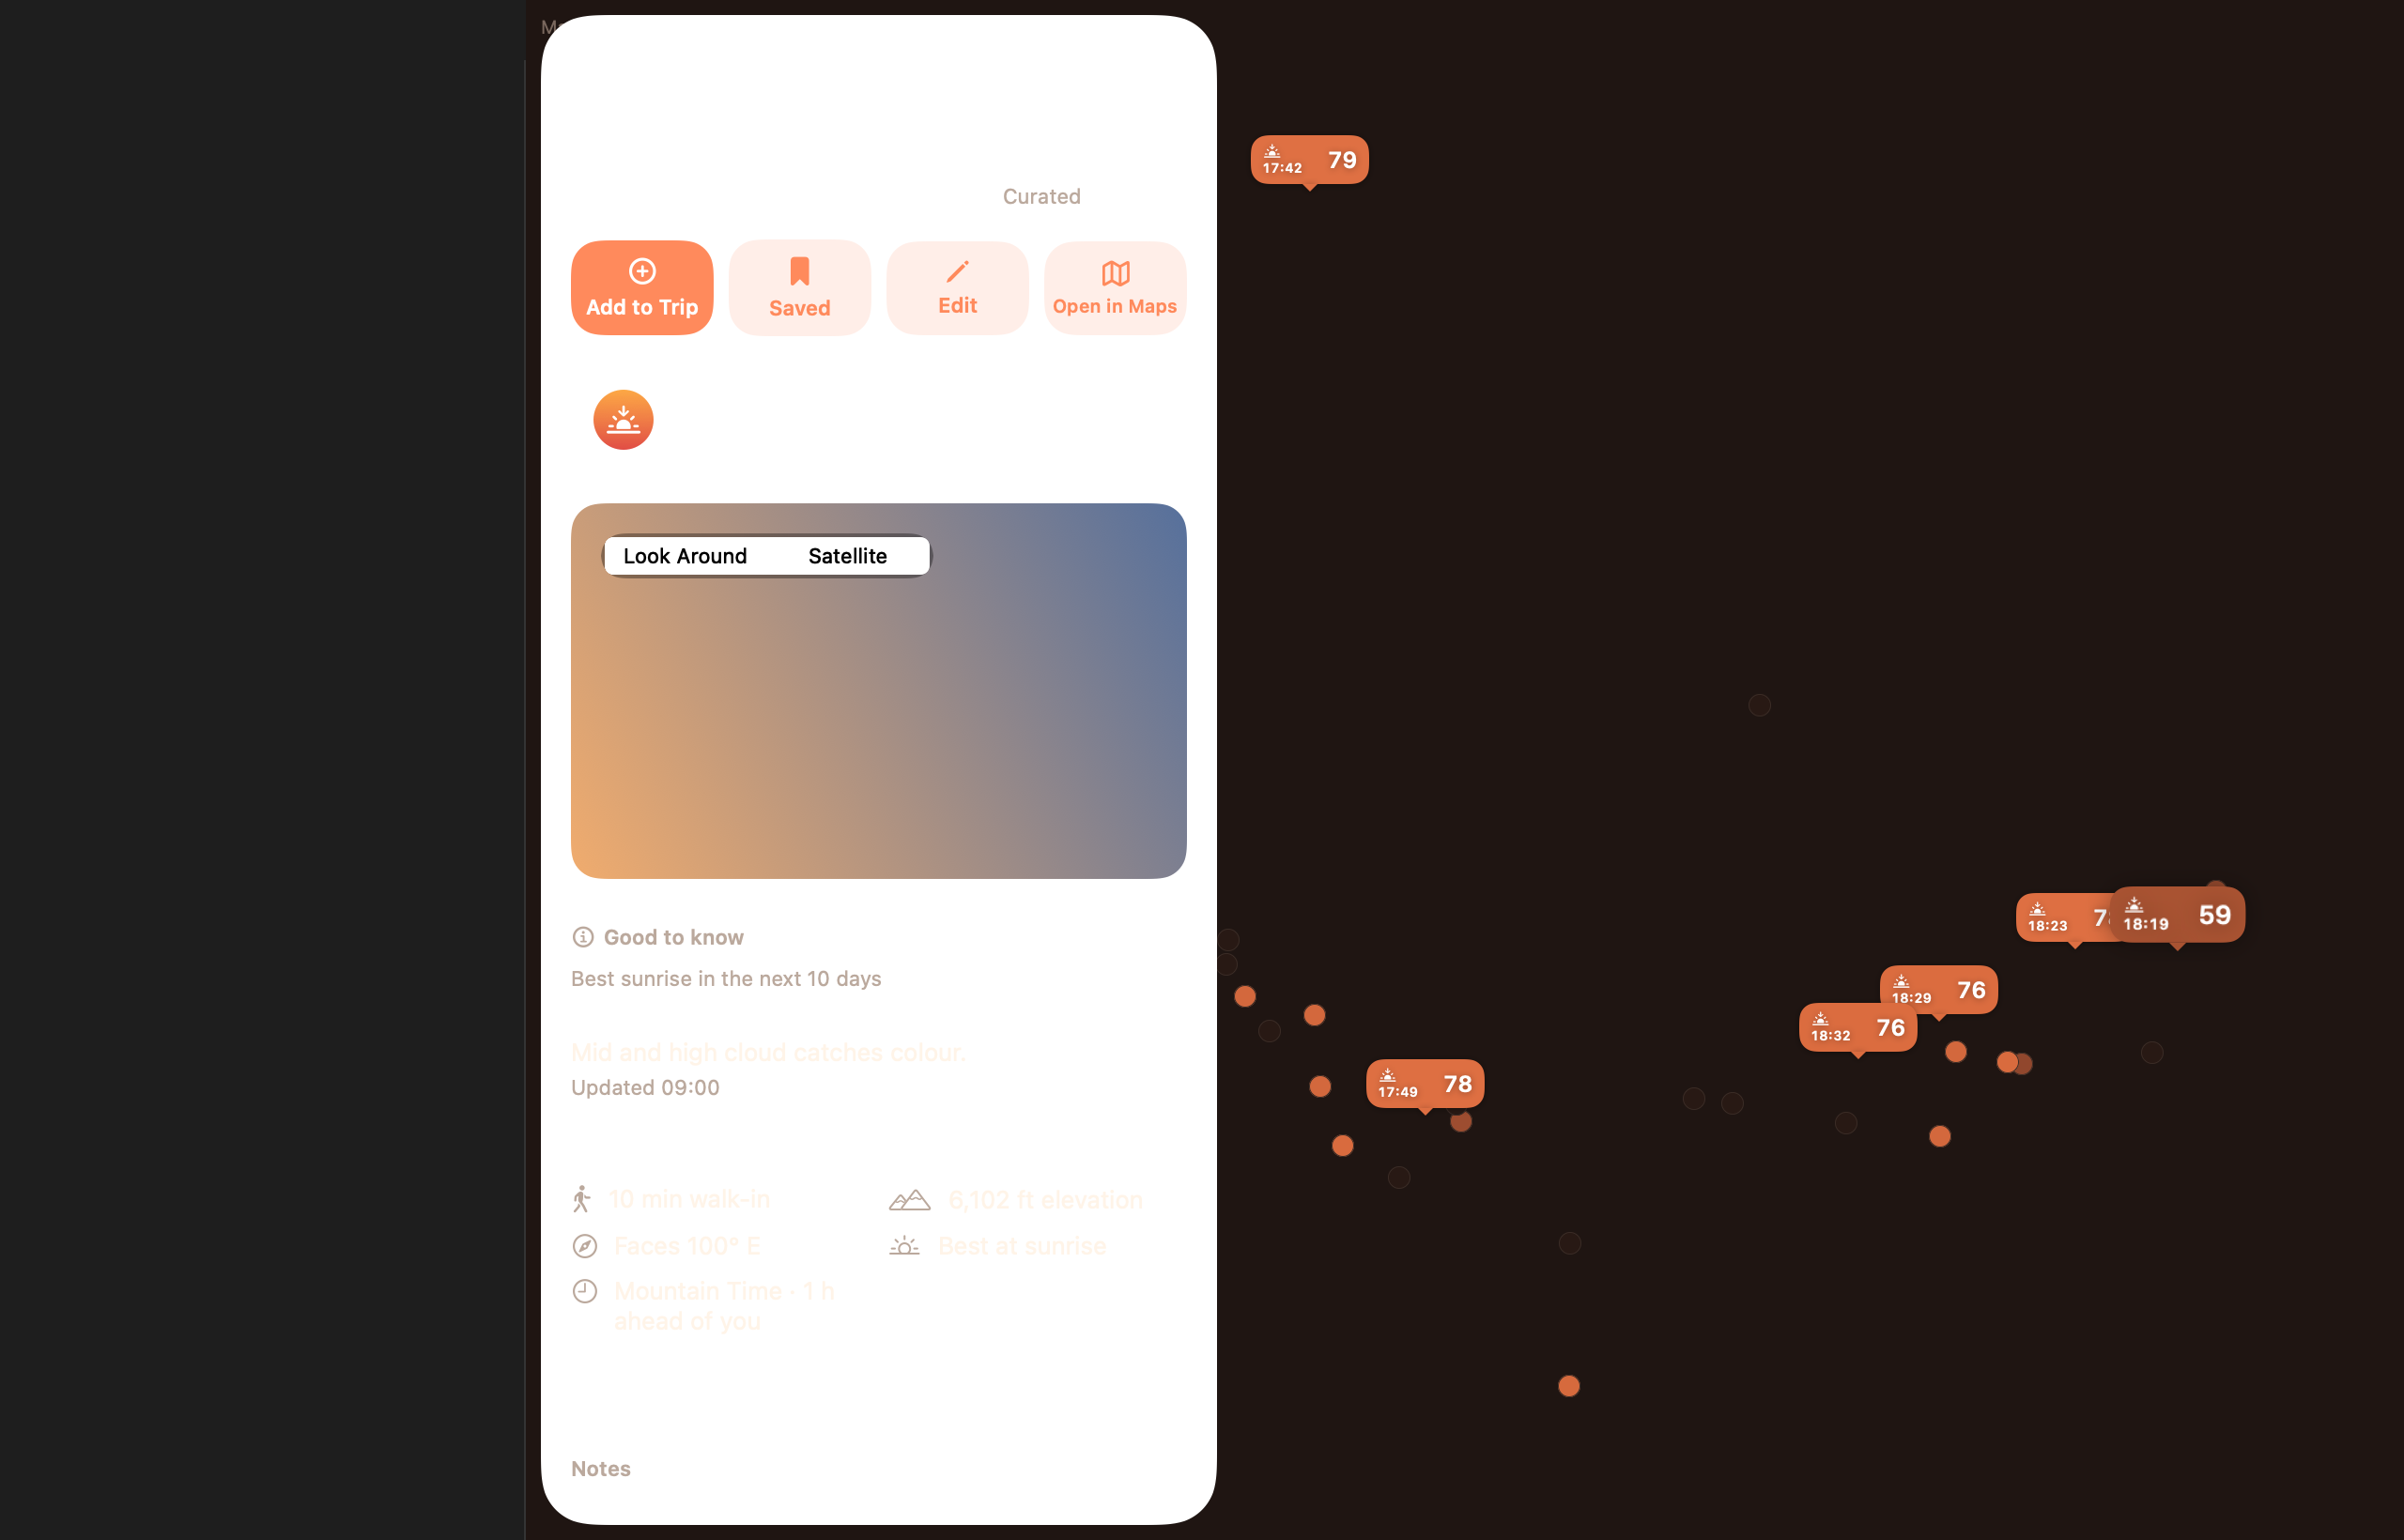 17:42 79
Curated
Add to Trip
Saved
Edit
Open in Maps
Look Around
Satellite
Good to know
Best sunrise in the next 10 days
Mid and high cloud catches colour.
Updated 09:00
10 min walk-in
6,102 ft elevation
Faces 100° E
Best at sunrise
Mountain Time · 1 h
ahead of you
Notes
18:23
18:19 59
18:29 76
18:32 76
17:49 78